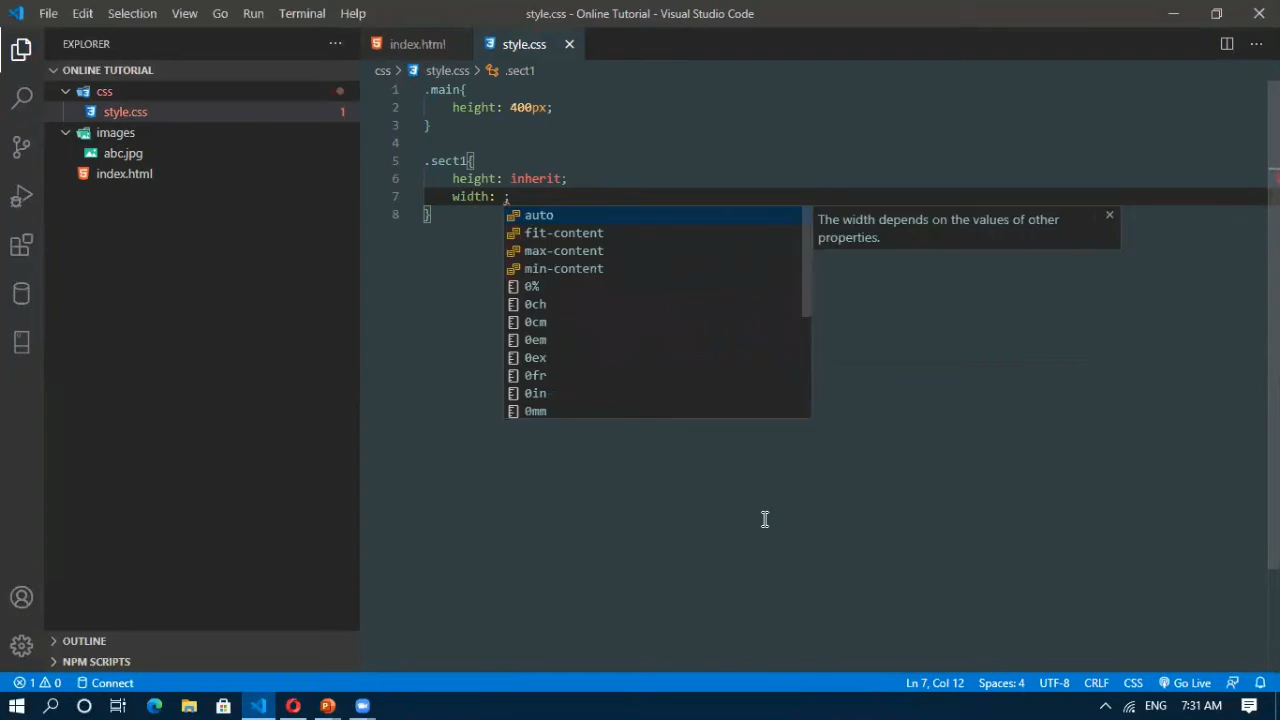 File Edit Selection View Go Run Terminal Help style.css - Online Tutorial - Visual Studio Code
EXPLORER
index.html
style.css
ONLINE TUTORIAL
css
style.css 1
images
abc.jpg
index.html
OUTLINE
NPM SCRIPTS
css > style.css > .sect1
1 .main{
2 height: 400px;
3 }
4
5 .sect1{
6 height: inherit;
7 width: ;
8 }
auto
fit-content
max-content
min-content
0%
0ch
0cm
0em
0ex
0fr
0in
0mm
The width depends on the values of other
properties.
1 0 Connect Ln 7, Col 12 Spaces: 4 UTF-8 CRLF CSS Go Live
ENG 7:31 AM